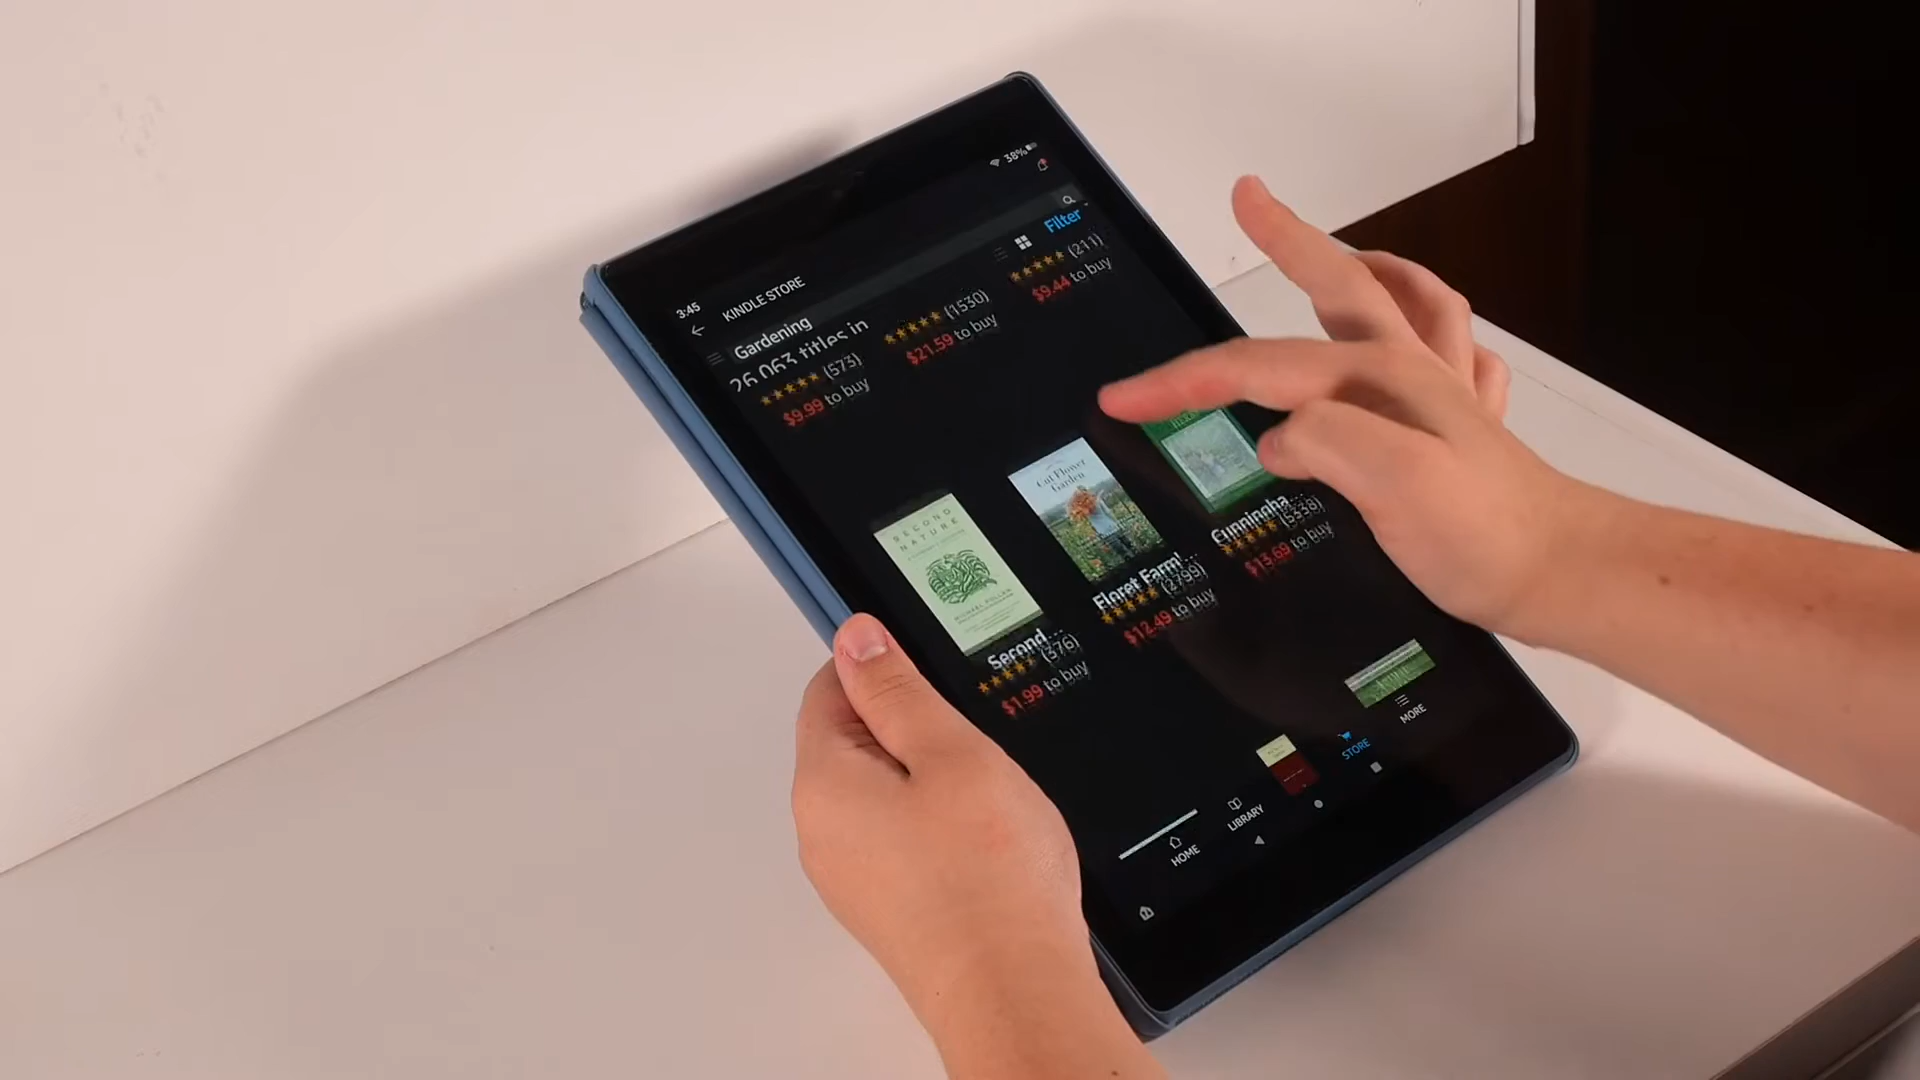 3:45
38%
KINDLE STORE
Gardening
Filter
26,063 titles in
(573)
$9.99 to buy
(1530)
$21.59 to buy
(211)
$9.44 to buy
SECOND
NATURE
MICHAEL POLLAN
Second...
(376)
$1.99 to buy
Cut Flower
Garden
Floret Farm'...
(2799)
$12.49 to buy
Cunningha...
(5338)
$13.69 to buy
HOME
LIBRARY
STORE
MORE